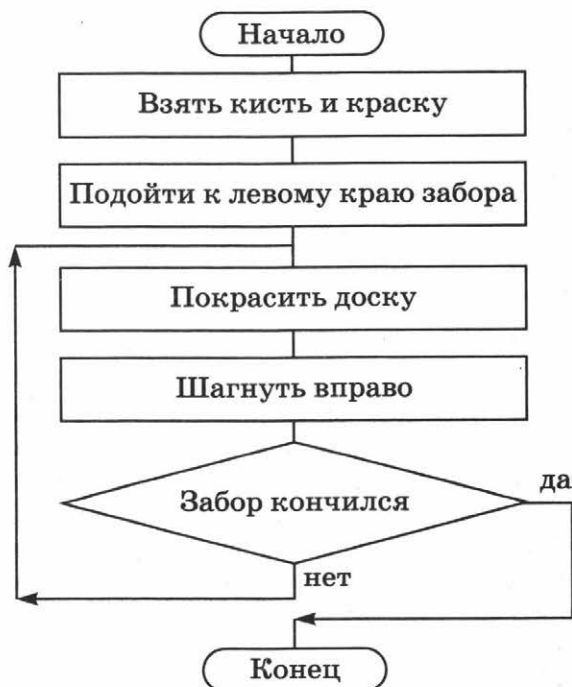 Начало
Взять кисть и краску
Подойти к левому краю забора
Покрасить доску
Шагнуть вправо
Забор кончился
да
нет
Конец